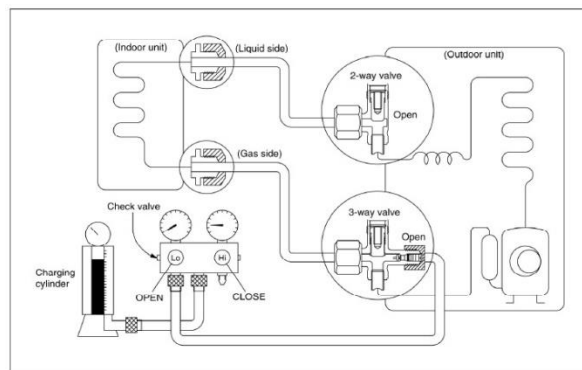 (Indoor unit)
(Liquid side)
(Outdoor unit)
2-way valve
Open
(Gas side)
3-way valve
Open
Check valve
Lo
Hi
Charging
cylinder
OPEN
CLOSE